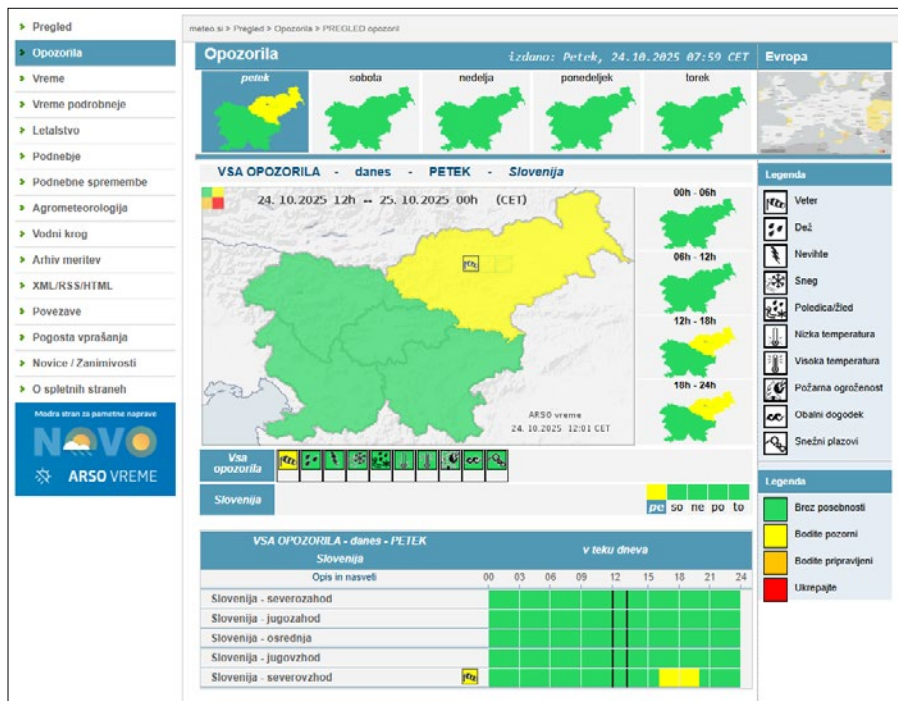 Pregled
Opozorila
Vreme
Vreme podrobneje
Letalstvo
Podnebje
Podnebne spremembe
Agrometeorologija
Vodni krog
Arhiv meritev
XML/RSS/HTML
Povezave
Pogosta vprašanja
Novice / Zanimivosti
O spletnih straneh
Modra stran za pametne naprave
NOVO
ARSO VREME
meteo.si > Pregled > Opozorila > PREGLED opozoril
Opozorila
izdano: Petek, 24.10.2025 07:59 CET
petek
sobota
nedelja
ponedeljek
torek
VSA OPOZORILA - danes - PETEK - Slovenija
24. 10. 2025 12h -- 25. 10. 2025 00h (CET)
ARSO vreme
24. 10. 2025 12:01 CET
00h - 06h
06h - 12h
12h - 18h
18h - 24h
Vsa opozorila
Slovenija
pe so ne po to
VSA OPOZORILA - danes - PETEK
Slovenija
v teku dneva
Opis in nasveti
00 03 06 09 12 15 18 21 24
Slovenija - severozahod
Slovenija - jugozahod
Slovenija - osrednja
Slovenija - jugovzhod
Slovenija - severovzhod
Evropa
Legenda
Veter
Dež
Nevihte
Sneg
Poledica/žled
Nizka temperatura
Visoka temperatura
Požarna ogroženost
Obalni dogodek
Snežni plazovi
Legenda
Brez posebnosti
Bodite pozorni
Bodite pripravljeni
Ukrepajte